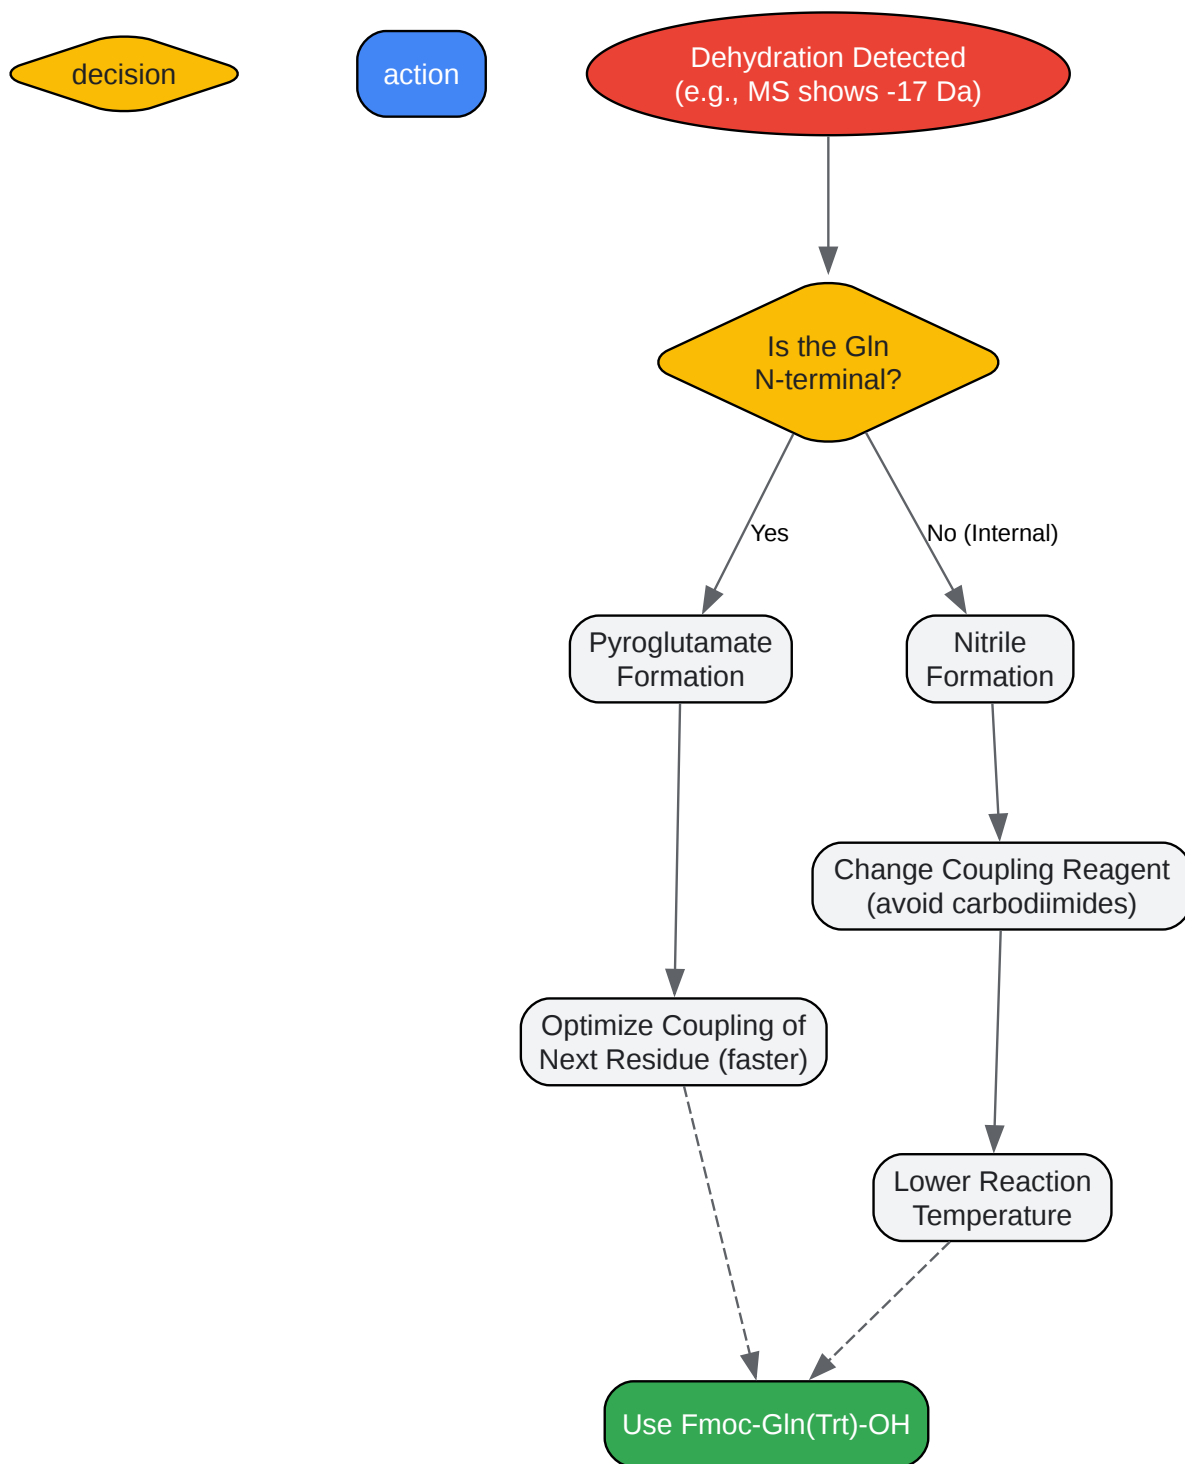 decision
action
Dehydration Detected
(e.g., MS shows -17 Da)
Is the Gln
N-terminal?
Yes
No (Internal)
Pyroglutamate
Formation
Nitrile
Formation
Change Coupling Reagent
(avoid carbodiimides)
Optimize Coupling of
Next Residue (faster)
Lower Reaction
Temperature
Use Fmoc-Gln(Trt)-OH